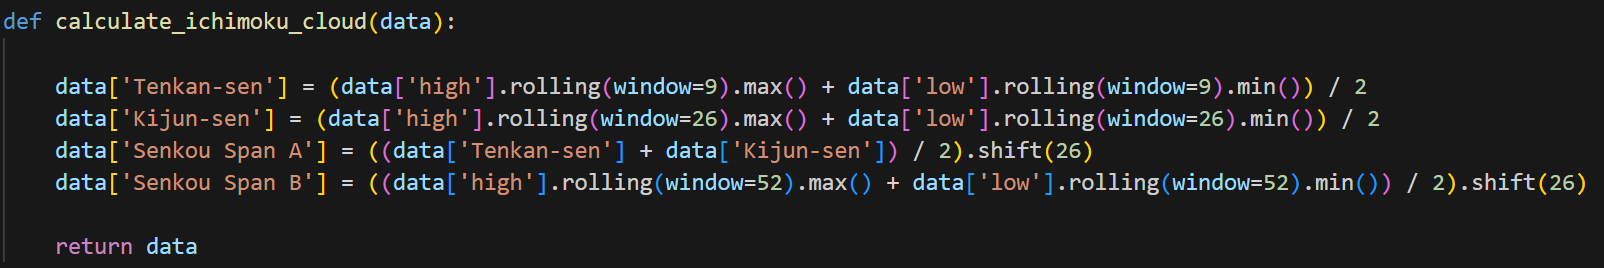 def calculate_ichimoku_cloud(data):
data['Tenkan-sen'] = (data['high'].rolling(window=9).max() + data['low'].rolling(window=9).min()) / 2
data['Kijun-sen'] = (data['high'].rolling(window=26).max() + data['low'].rolling(window=26).min()) / 2
data['Senkou Span A'] = ((data['Tenkan-sen'] + data['Kijun-sen']) / 2).shift(26)
data['Senkou Span B'] = ((data['high'].rolling(window=52).max() + data['low'].rolling(window=52).min()) / 2).shift(26)
return data